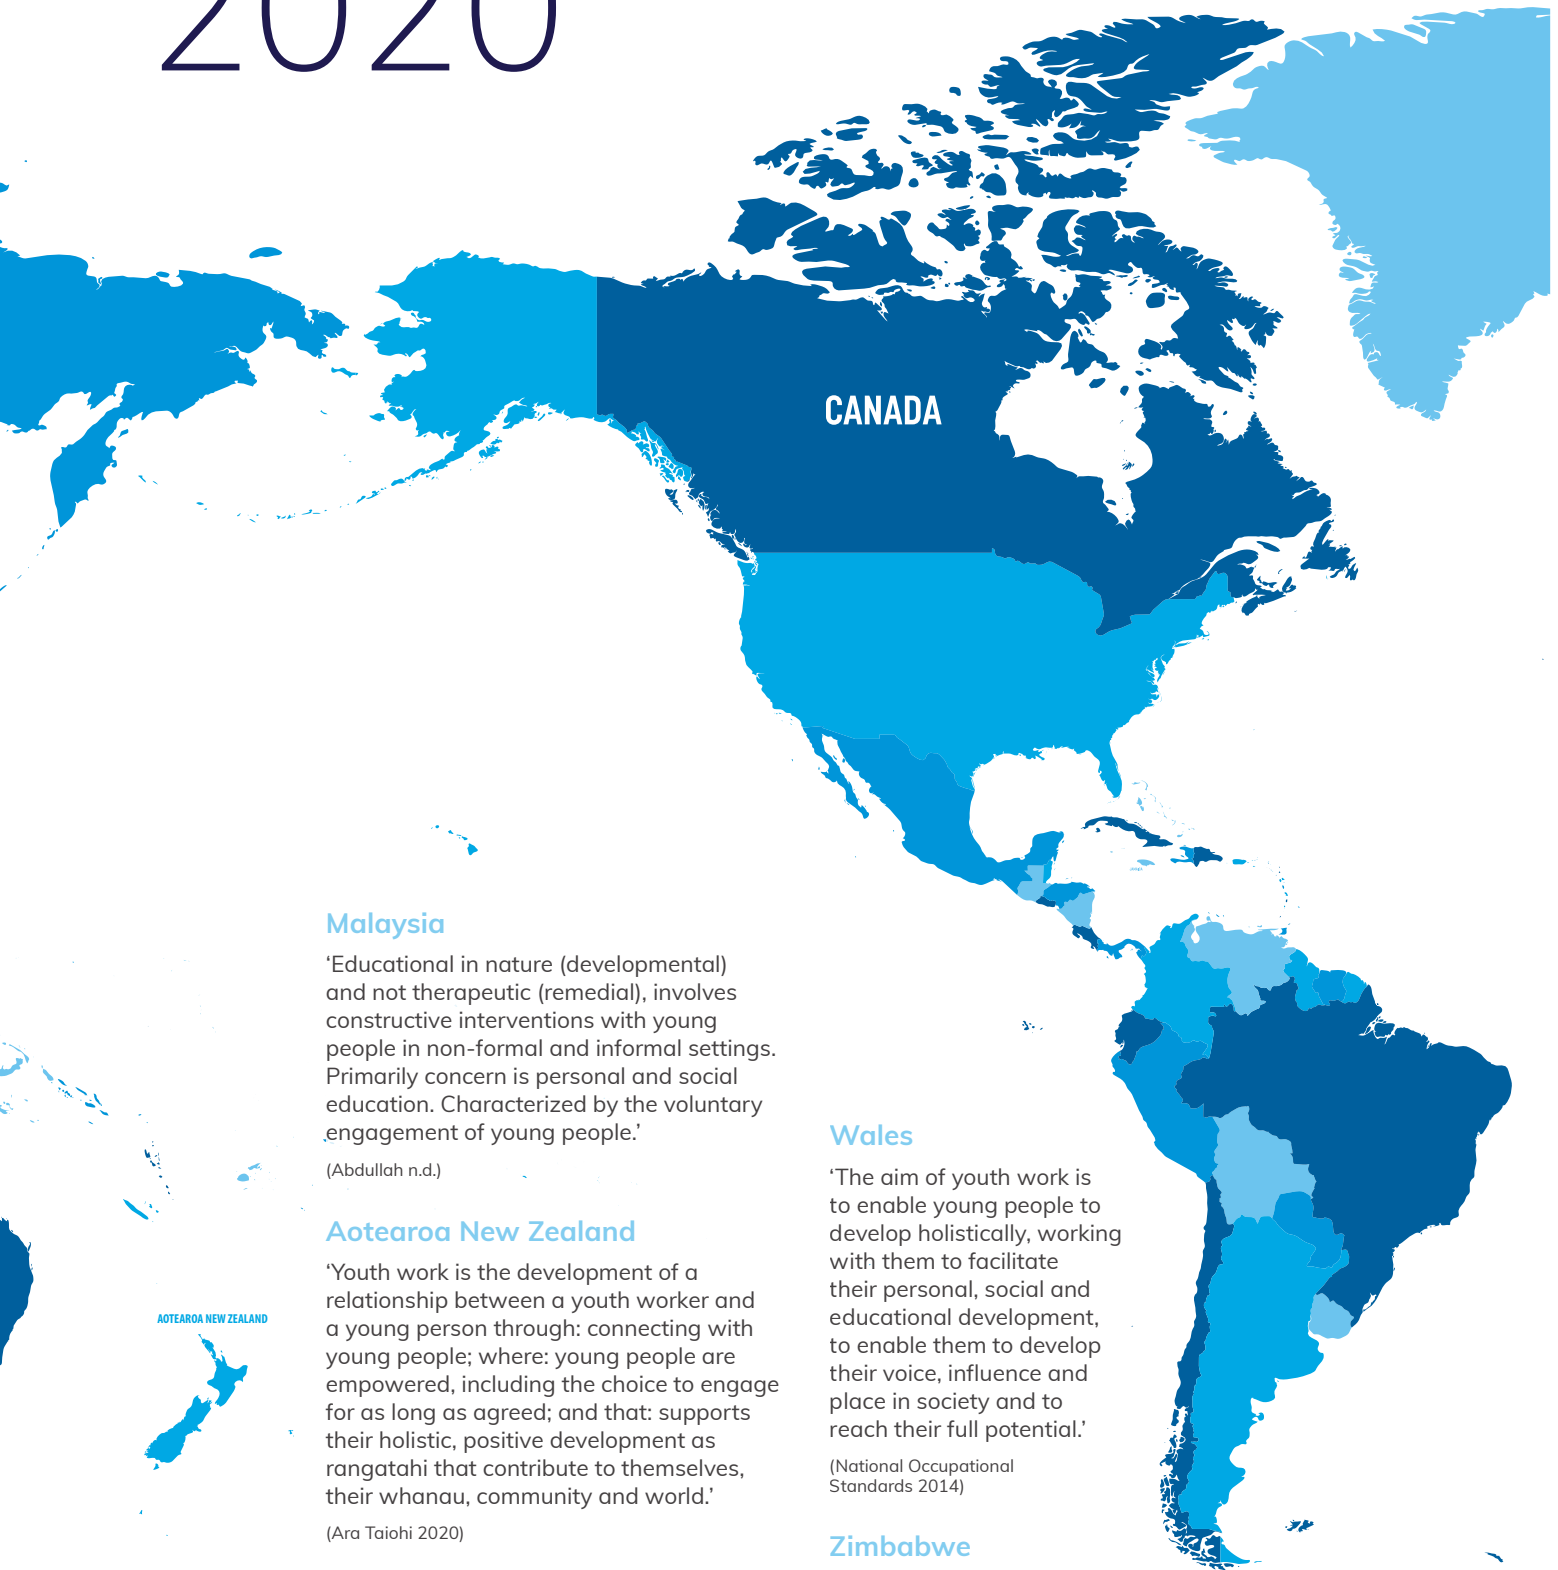 2020
CANADA
Malaysia
‘Educational in nature (developmental)
and not therapeutic (remedial), involves
constructive interventions with young
people in non-formal and informal settings.
Primarily concern is personal and social
education. Characterized by the voluntary
engagement of young people.’
(Abdullah n.d.)
Aotearoa New Zealand
‘Youth work is the development of a
relationship between a youth worker and
a young person through: connecting with
young people; where: young people are
empowered, including the choice to engage
for as long as agreed; and that: supports
their holistic, positive development as
rangatahi that contribute to themselves,
their whanau, community and world.’
(Ara Taiohi 2020)
AOTEAROA NEW ZEALAND
Wales
‘The aim of youth work is
to enable young people to
develop holistically, working
with them to facilitate
their personal, social and
educational development,
to enable them to develop
their voice, influence and
place in society and to
reach their full potential.’
(National Occupational
Standards 2014)
Zimbabwe